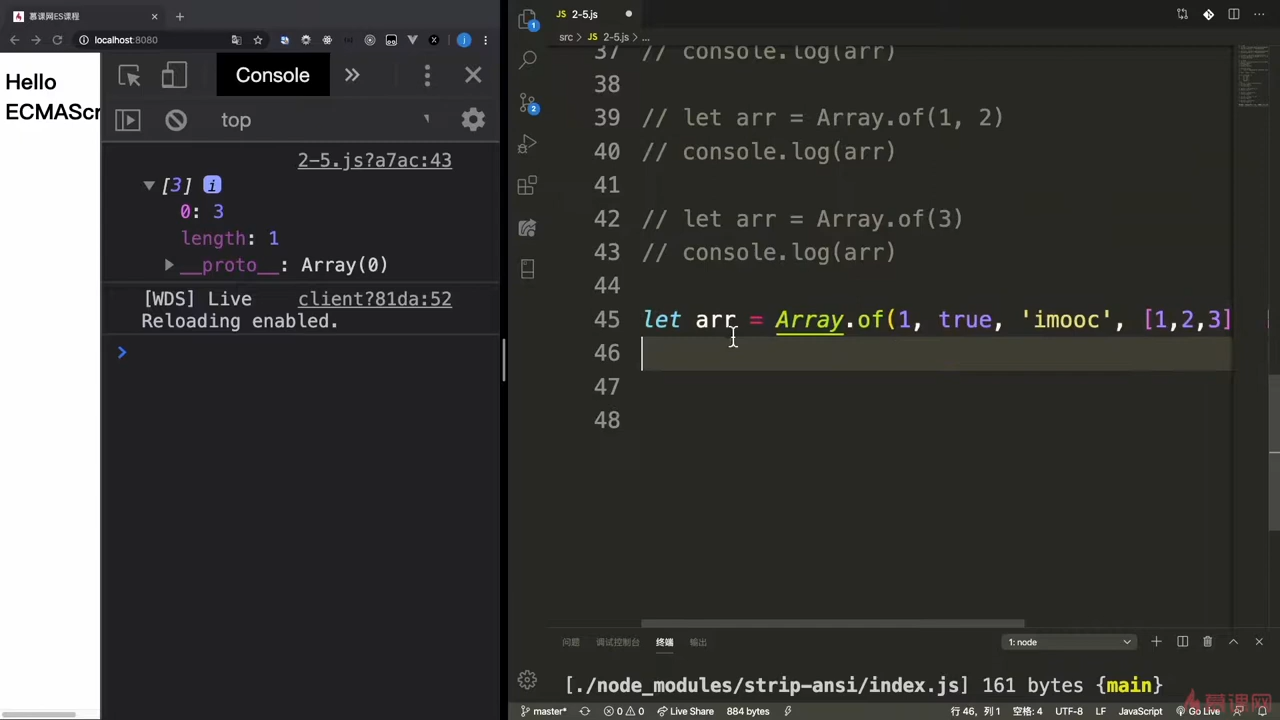 慕课网ES课程
localhost:8080
Hello
ECMAScr
Console
top
2-5.js?a7ac:43
[3] i
0: 3
length: 1
__proto__: Array(0)
[WDS] Live Reloading enabled.
client?81da:52
JS 2-5.js
src > JS 2-5.js > ...
37 // console.log(arr)
38
39 // let arr = Array.of(1, 2)
40 // console.log(arr)
41
42 // let arr = Array.of(3)
43 // console.log(arr)
44
45 let arr = Array.of(1, true, 'imooc', [1,2,3]
46
47
48
问题 调试控制台 终端 输出
1: node
[./node_modules/strip-ansi/index.js] 161 bytes {main}
master* 0 0 Live Share 884 bytes
行 46, 列 1 空格: 4 UTF-8 LF JavaScript Go Live
慕课网